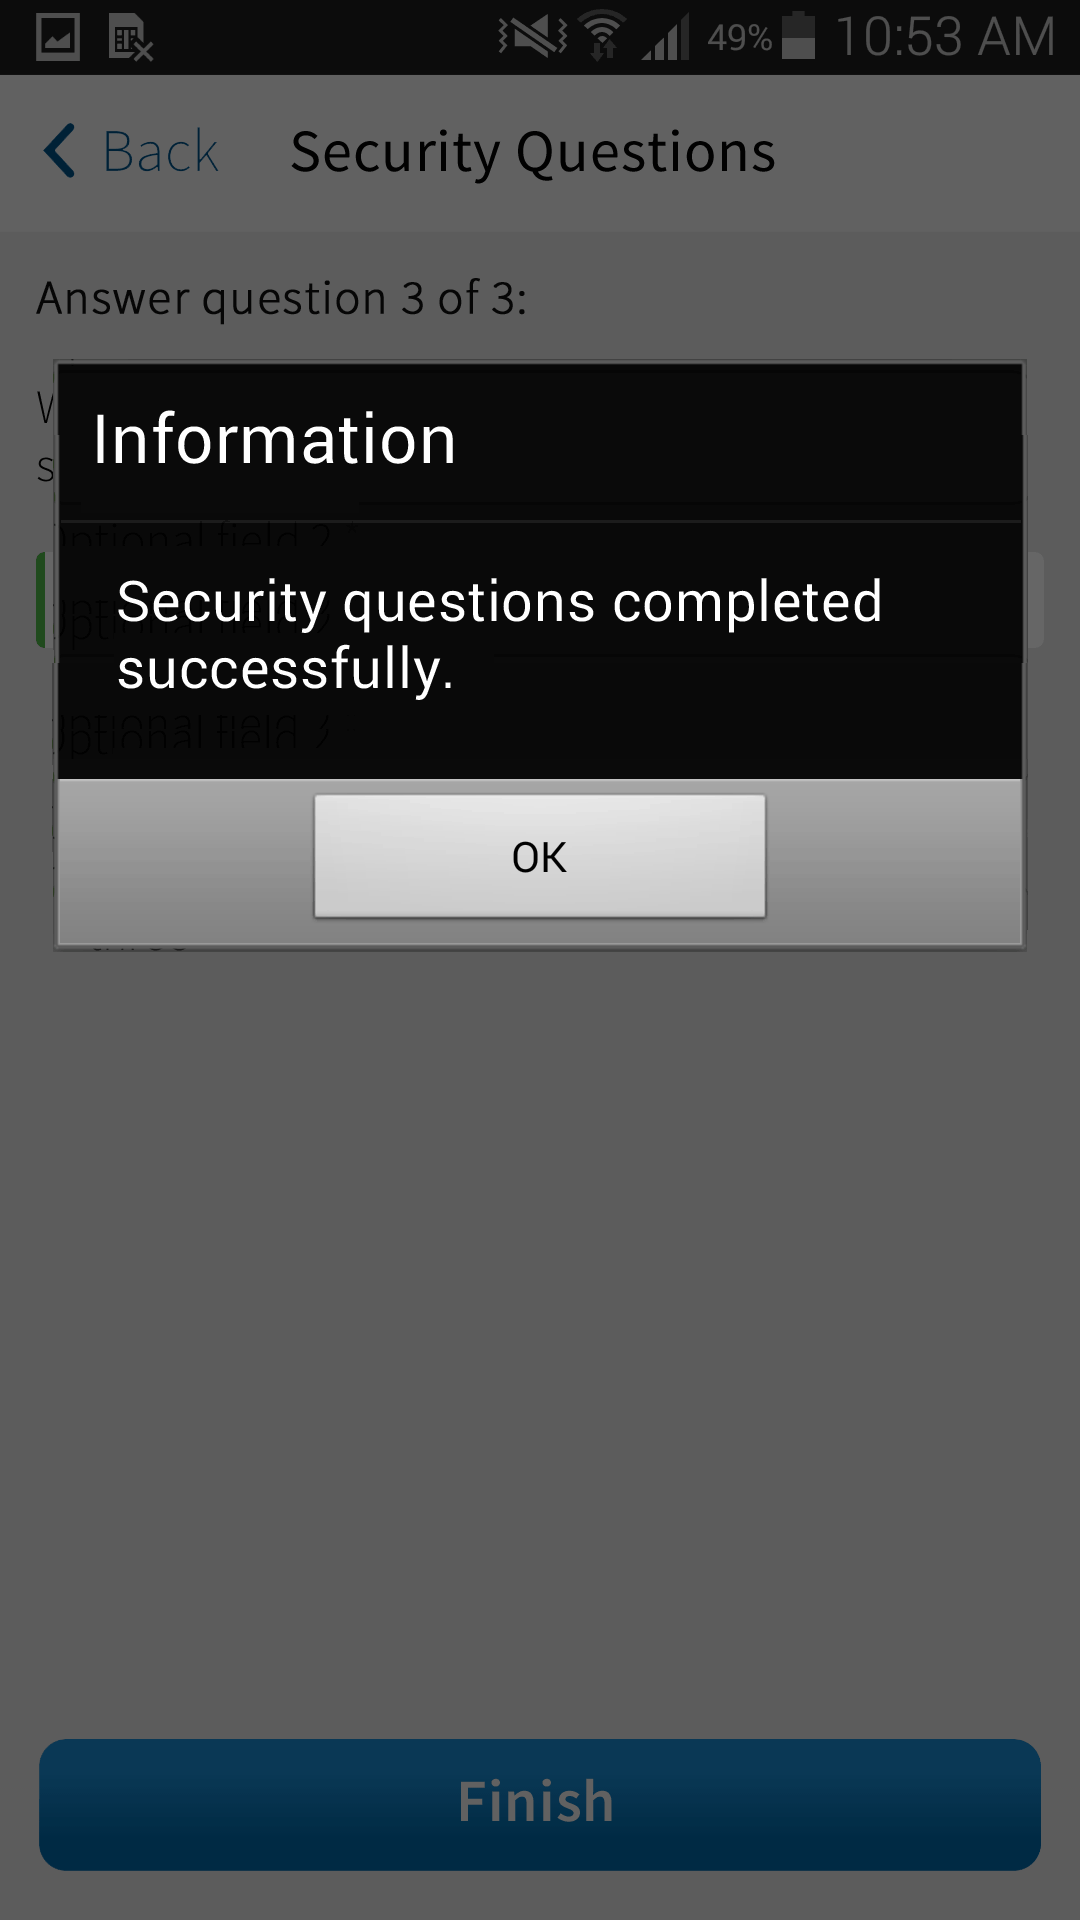 49% 10:53 AM
Back Security Questions
Answer question 3 of 3:
Information
Security questions completed
successfully.
OK
Finish